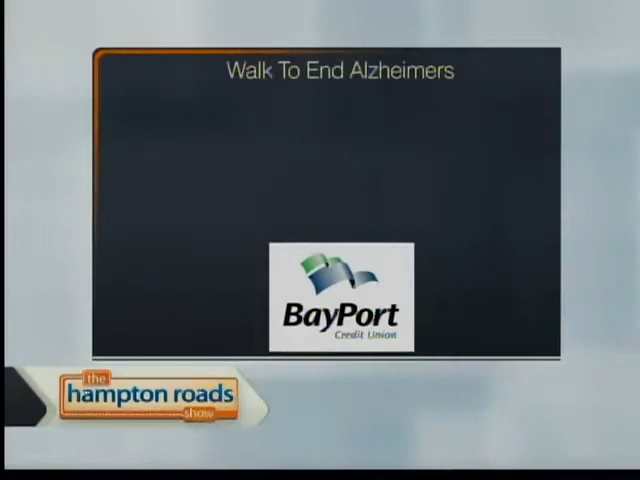 Walk To End Alzheimers
BayPort
Credit Union
the
hampton roads
show